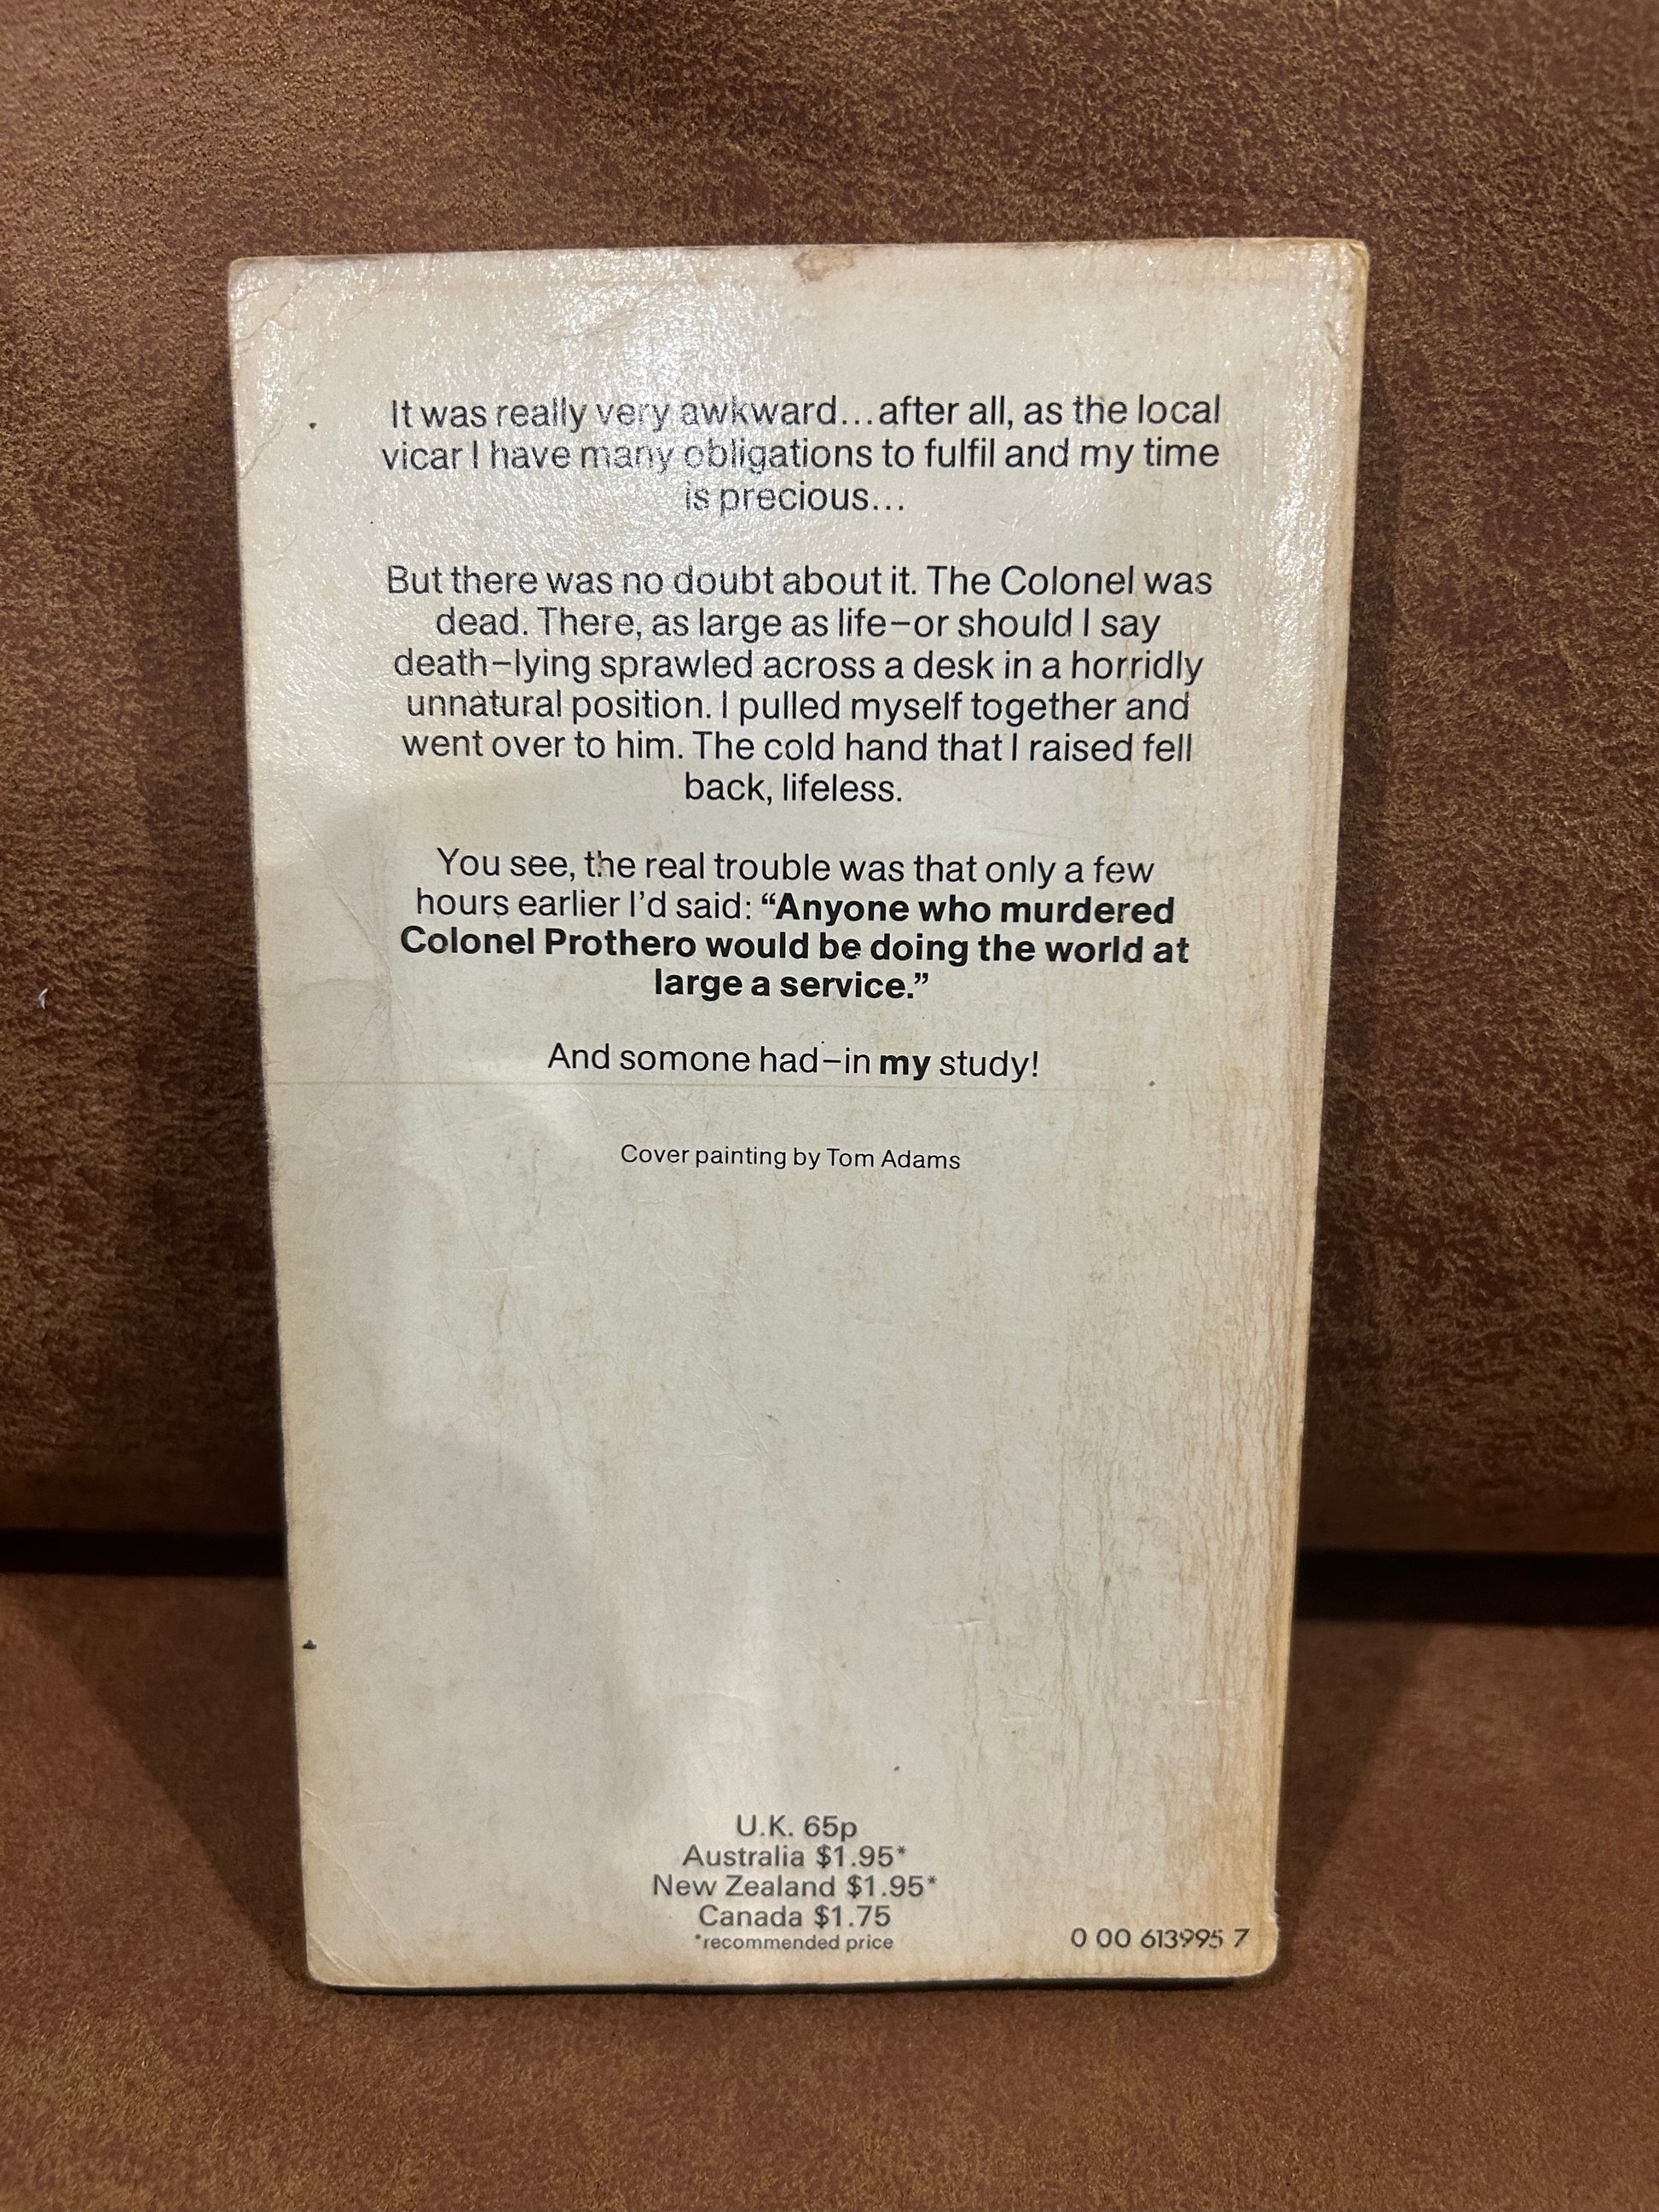 It was really very awkward...after all, as the local
vicar I have many obligations to fulfil and my time
is precious...
But there was no doubt about it. The Colonel was
dead. There, as large as life–or should I say
death–lying sprawled across a desk in a horridly
unnatural position. I pulled myself together and
went over to him. The cold hand that I raised fell
back, lifeless.
You see, the real trouble was that only a few
hours earlier I'd said: “Anyone who murdered
Colonel Prothero would be doing the world at
large a service.”
And somone had–in my study!
Cover painting by Tom Adams
U.K. 65p
Australia $1.95*
New Zealand $1.95*
Canada $1.75
*recommended price
0 00 613995 7